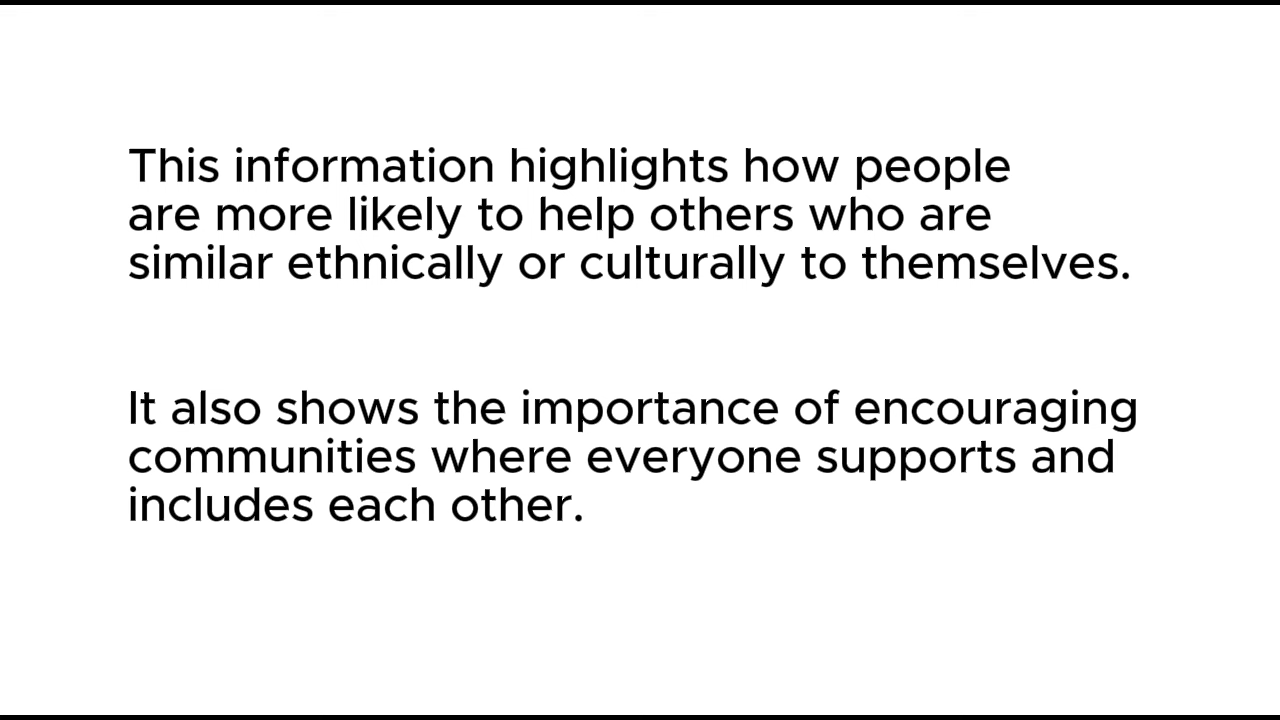 This information highlights how people
are more likely to help others who are
similar ethnically or culturally to themselves.
It also shows the importance of encouraging
communities where everyone supports and
includes each other.